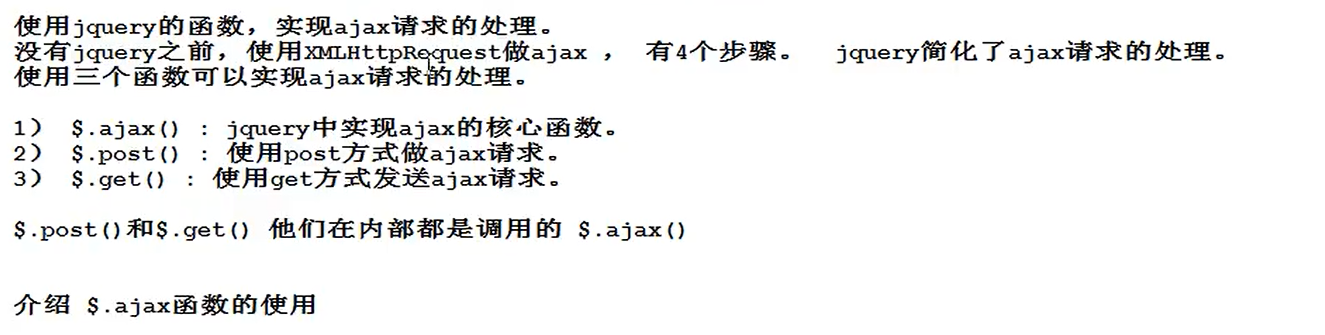 使用jquery的函数，实现ajax请求的处理。
没有jquery之前，使用XMLHttpRequest做ajax ， 有4个步骤。 jquery简化了ajax请求的处理。
使用三个函数可以实现ajax请求的处理。
1） $.ajax() : jquery中实现ajax的核心函数。
2） $.post() : 使用post方式做ajax请求。
3） $.get() : 使用get方式发送ajax请求。
$.post()和$.get() 他们在内部都是调用的 $.ajax()
介绍 $.ajax函数的使用